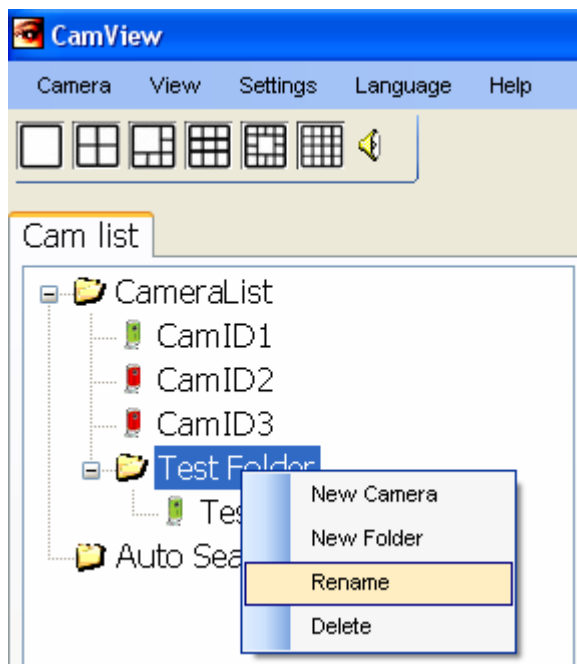 CamView
Camera View Settings Language Help
Cam list
CameraList
CamID1
CamID2
CamID3
Test Folder
New Camera
New Folder
Auto
Rename
Delete